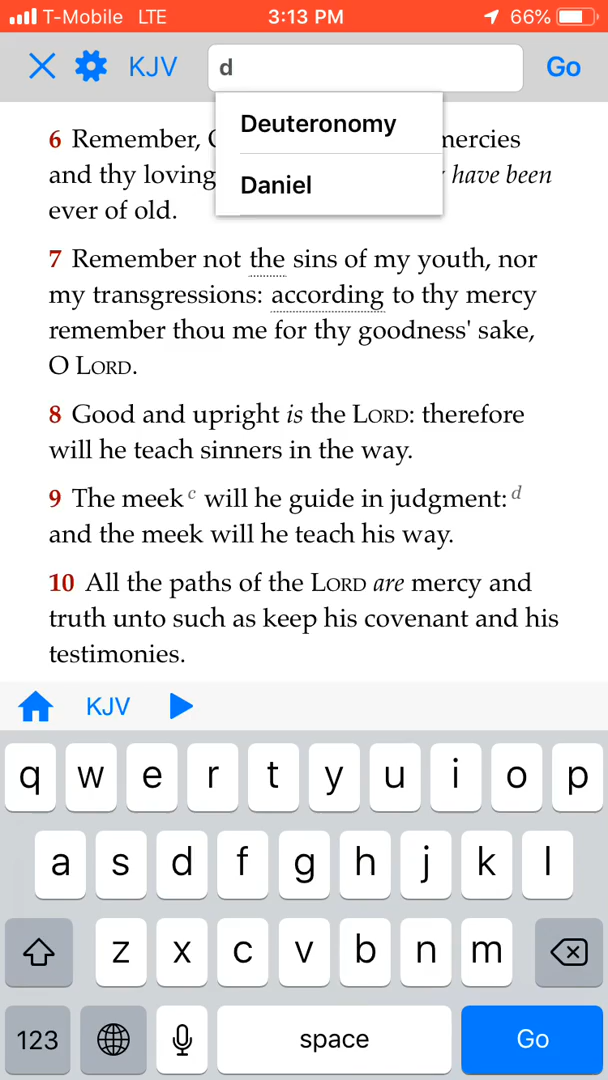 T-Mobile LTE 3:13 PM 66%
KJV d Go
Deuteronomy
Daniel
6 Remember, mercies
and thy loving have been
ever of old.
7 Remember not the sins of my youth, nor
my transgressions: according to thy mercy
remember thou me for thy goodness' sake,
O LORD.
8 Good and upright is the LORD: therefore
will he teach sinners in the way.
9 The meek c will he guide in judgment: d
and the meek will he teach his way.
10 All the paths of the LORD are mercy and
truth unto such as keep his covenant and his
testimonies.
KJV
q w e r t y u i o p
a s d f g h j k l
z x c v b n m
123 space Go